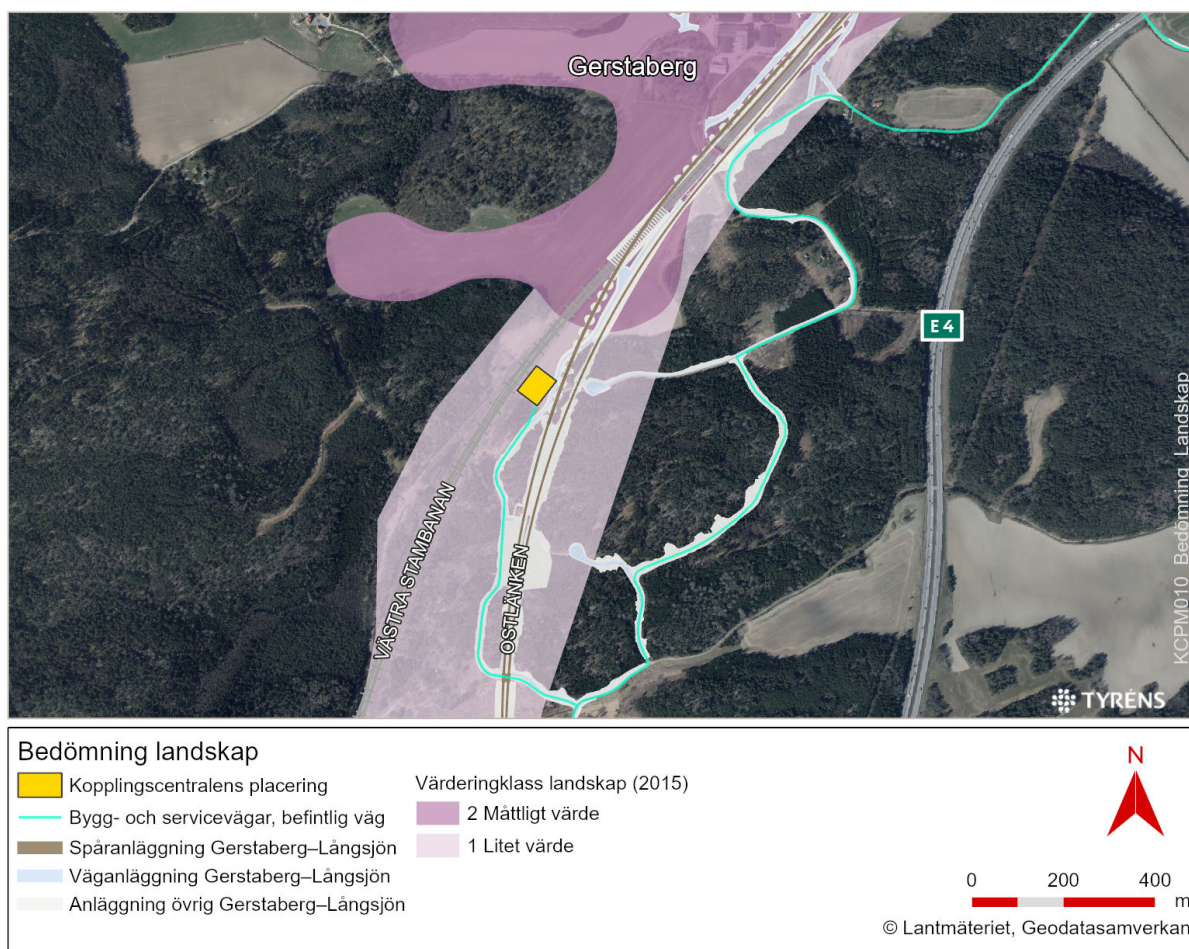 Gerstaberg
E 4
VÄSTRA STAMBANAN
OSTLÄNKEN
KCPM010 Bedömning Landskap
TYRÉNS
Bedömning landskap
Kopplingscentralens placering
Bygg- och servicevägar, befintlig väg
Spåranläggning Gerstaberg–Långsjön
Väganläggning Gerstaberg–Långsjön
Anläggning övrig Gerstaberg–Långsjön
Värderingklass landskap (2015)
2 Måttligt värde
1 Litet värde
N
0 200 400
m
© Lantmäteriet, Geodatasamverkan